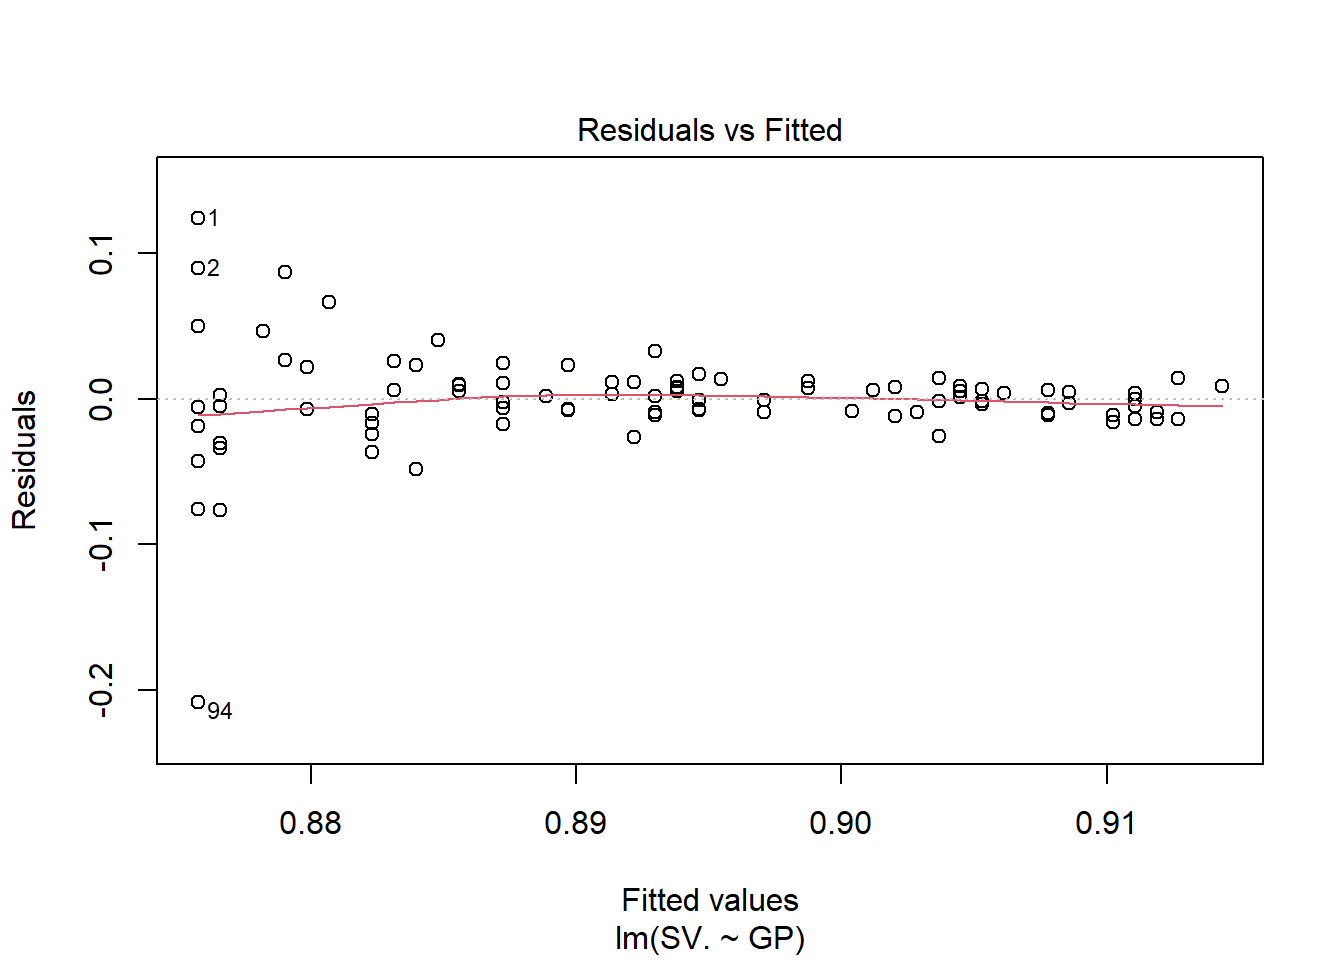 Residuals vs Fitted
1
2
94
0.1
0.0
-0.1
-0.2
Residuals
0.88 0.89 0.90 0.91
Fitted values
lm(SV. ~ GP)